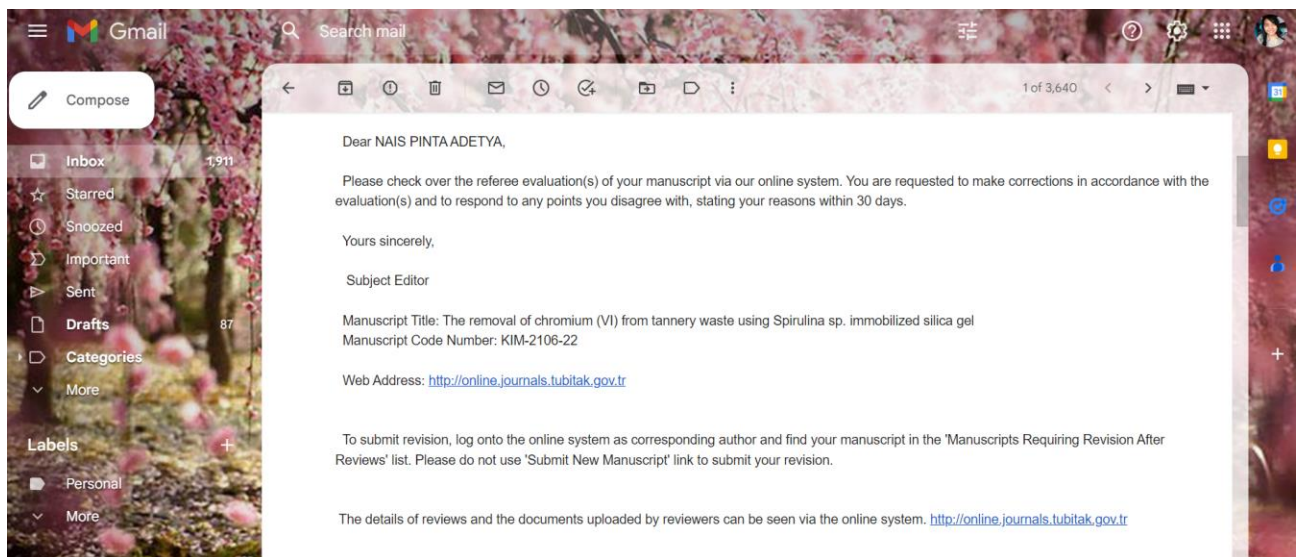 Gmail
Search mail
Compose
1 of 3,640
31
Inbox 1,911
Starred
Snoozed
Important
Sent
Drafts 87
Categories
More
Labels
Personal
More
Dear NAIS PINTA ADETYA,
Please check over the referee evaluation(s) of your manuscript via our online system. You are requested to make corrections in accordance with the
evaluation(s) and to respond to any points you disagree with, stating your reasons within 30 days.
Yours sincerely,
Subject Editor
Manuscript Title: The removal of chromium (VI) from tannery waste using Spirulina sp. immobilized silica gel
Manuscript Code Number: KIM-2106-22
Web Address: http://online.journals.tubitak.gov.tr
To submit revision, log onto the online system as corresponding author and find your manuscript in the 'Manuscripts Requiring Revision After
Reviews' list. Please do not use 'Submit New Manuscript' link to submit your revision.
The details of reviews and the documents uploaded by reviewers can be seen via the online system. http://online.journals.tubitak.gov.tr